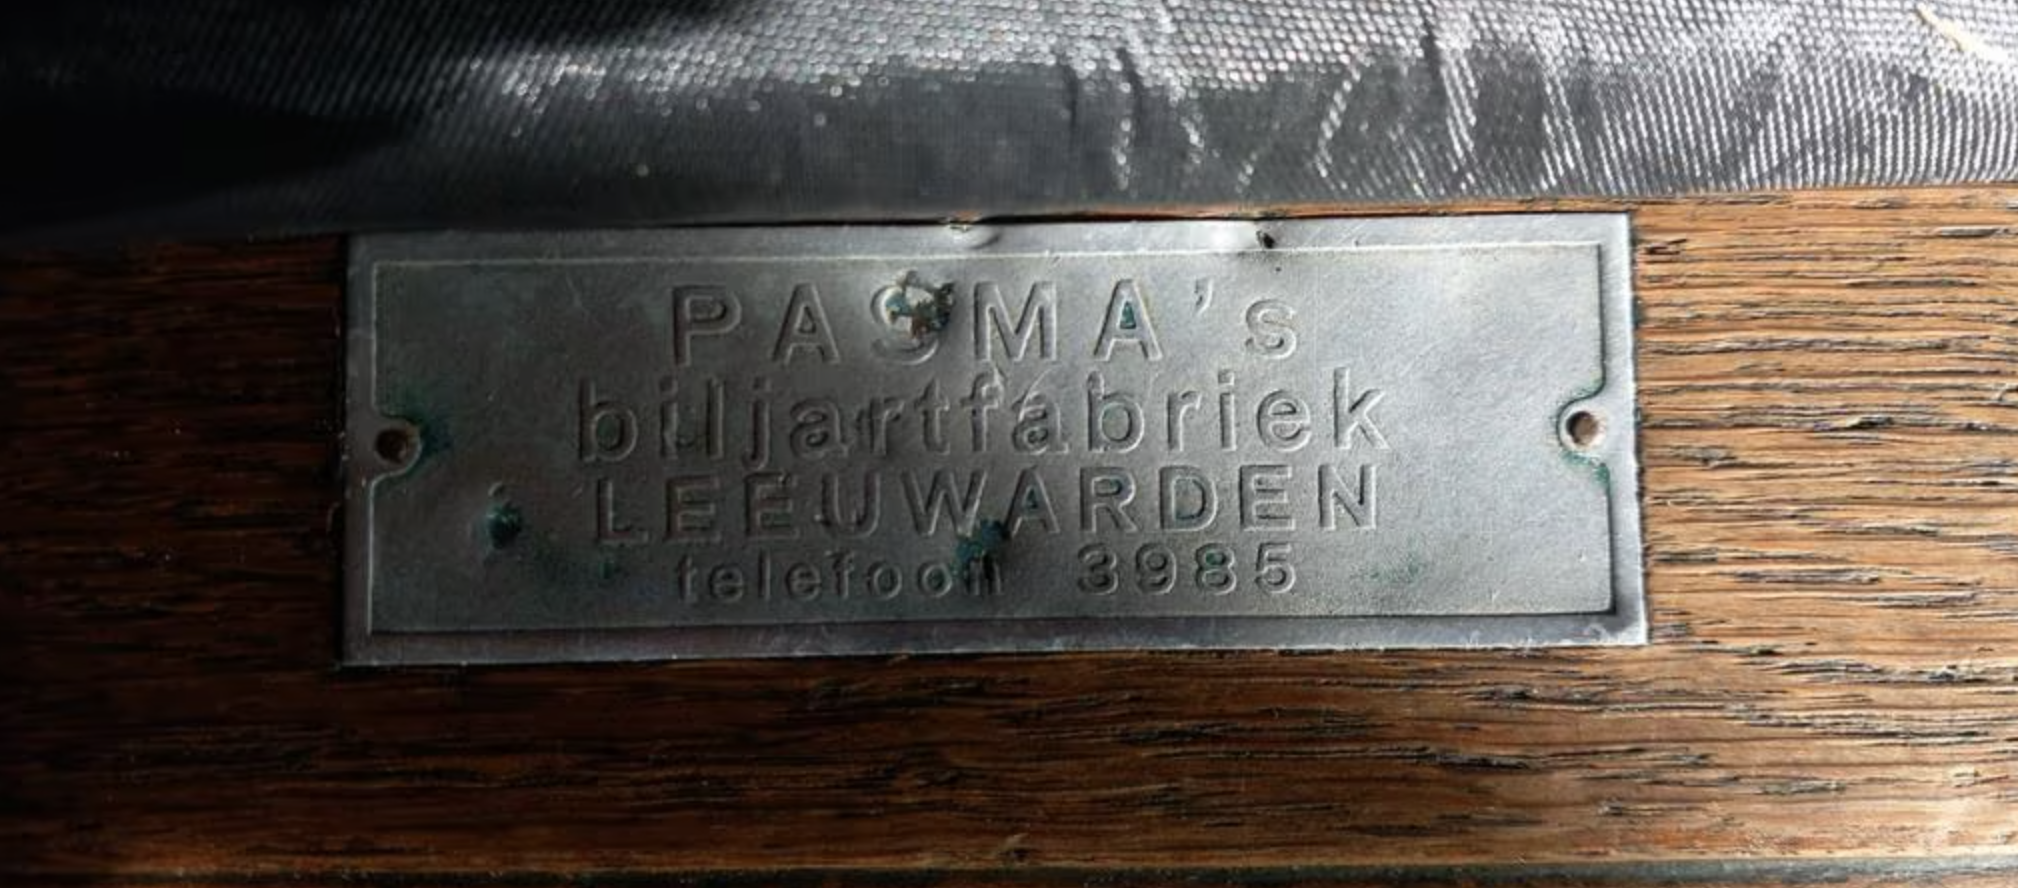 PASMA's
biljartfabriek
LEEUWARDEN
telefoon 3985